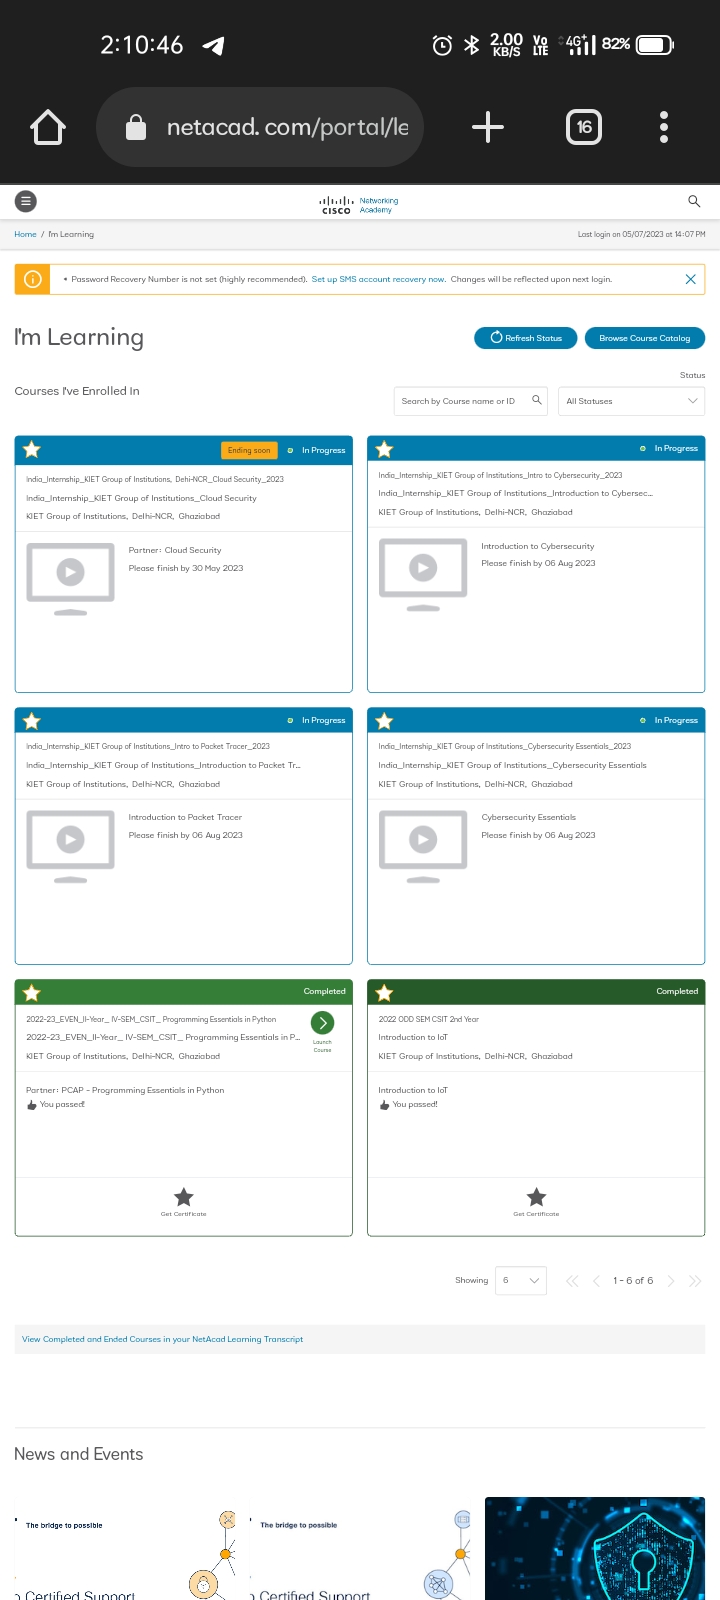 2:10:46
2.00 KB/S
Vo LTE
4G+
82%
netacad.com/portal/le
16
CISCO
Networking Academy
Home / I'm Learning
Last login on 05/07/2023 at 14:07 PM
• Password Recovery Number is not set (highly recommended). Set up SMS account recovery now. Changes will be reflected upon next login.
I'm Learning
Refresh Status
Browse Course Catalog
Status
Courses I've Enrolled In
Search by Course name or ID
All Statuses
Ending soon
In Progress
India_Internship_KIET Group of Institutions, Dehi-NCR_Cloud Security_2023
India_Internship_KIET Group of Institutions_Cloud Security
KIET Group of Institutions, Delhi-NCR, Ghaziabad
Partner: Cloud Security
Please finish by 30 May 2023
In Progress
India_Internship_KIET Group of Institutions_Intro to Cybersecurity_2023
India_Internship_KIET Group of Institutions_Introduction to Cybersec...
KIET Group of Institutions, Delhi-NCR, Ghaziabad
Introduction to Cybersecurity
Please finish by 06 Aug 2023
In Progress
India_Internship_KIET Group of Institutions_Intro to Packet Tracer_2023
India_Internship_KIET Group of Institutions_Introduction to Packet Tr...
KIET Group of Institutions, Delhi-NCR, Ghaziabad
Introduction to Packet Tracer
Please finish by 06 Aug 2023
In Progress
India_Internship_KIET Group of Institutions_Cybersecurity Essentials_2023
India_Internship_KIET Group of Institutions_Cybersecurity Essentials
KIET Group of Institutions, Delhi-NCR, Ghaziabad
Cybersecurity Essentials
Please finish by 06 Aug 2023
Completed
2022-23_EVEN_II-Year_ IV-SEM_CSIT_ Programming Essentials in Python
2022-23_EVEN_II-Year_ IV-SEM_CSIT_ Programming Essentials in P...
KIET Group of Institutions, Delhi-NCR, Ghaziabad
Launch
Course
Partner: PCAP - Programming Essentials in Python
You passed!
Get Certificate
Completed
2022 ODD SEM CSIT 2nd Year
Introduction to IoT
KIET Group of Institutions, Delhi-NCR, Ghaziabad
Introduction to IoT
You passed!
Get Certificate
Showing
6
1 - 6 of 6
View Completed and Ended Courses in your NetAcad Learning Transcript
News and Events
The bridge to possible
The bridge to possible
Certified Support
Certified Support